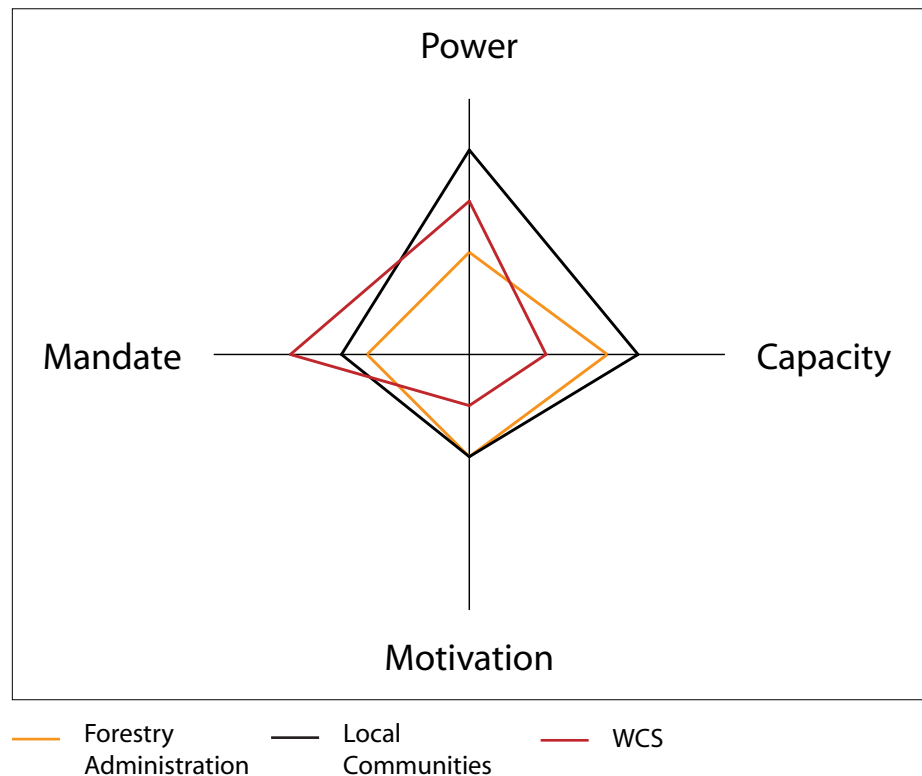 Power
Mandate
Capacity
Motivation
Forestry
Administration
Local
Communities
WCS